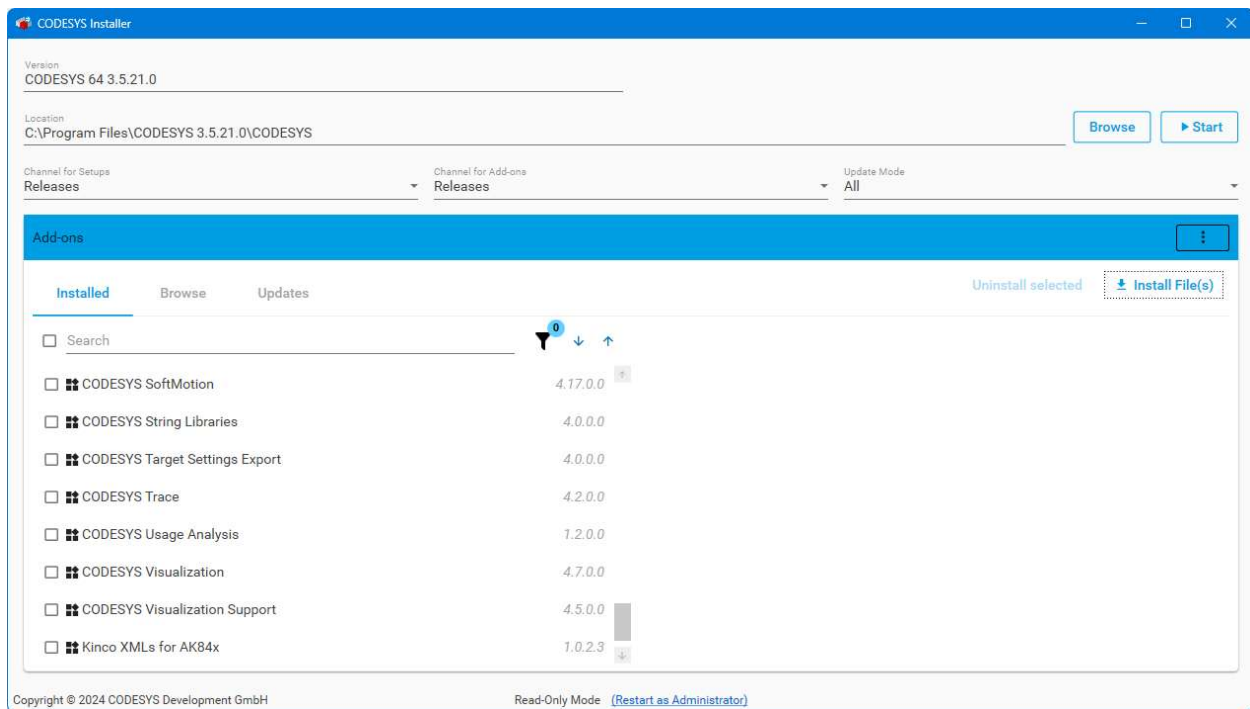 CODESYS Installer
Version
CODESYS 64 3.5.21.0
Location
C:\Program Files\CODESYS 3.5.21.0\CODESYS
Browse
Start
Channel for Setups
Channel for Add-ons
Update Mode
Releases
Releases
All
Add-ons
Installed
Browse
Updates
Uninstall selected
Install File(s)
Search
0
CODESYS SoftMotion 4.17.0.0
CODESYS String Libraries 4.0.0.0
CODESYS Target Settings Export 4.0.0.0
CODESYS Trace 4.2.0.0
CODESYS Usage Analysis 1.2.0.0
CODESYS Visualization 4.7.0.0
CODESYS Visualization Support 4.5.0.0
Kinco XMLs for AK84x 1.0.2.3
Copyright © 2024 CODESYS Development GmbH
Read-Only Mode (Restart as Administrator)